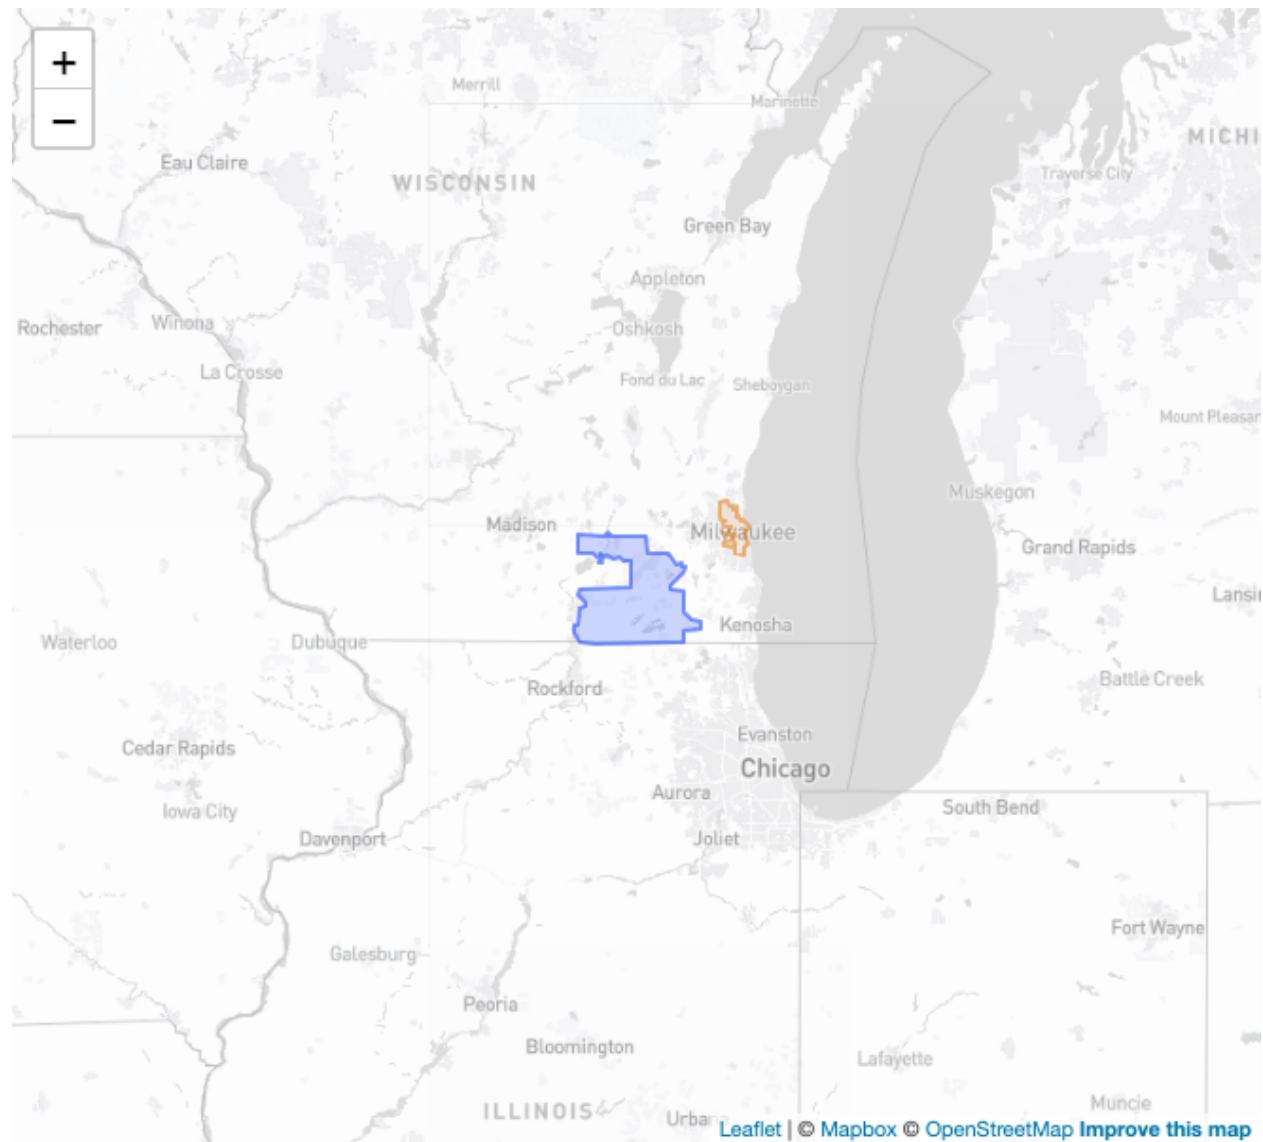 +
−
Merrill
Marinette
MICHI
Eau Claire
Traverse City
WISCONSIN
Green Bay
Appleton
Rochester
Winona
Oshkosh
La Crosse
Fond du Lac
Sheboygan
Mount Pleasan
Muskegon
Madison
Milwaukee
Grand Rapids
Lansi
Waterloo
Dubuque
Kenosha
Rockford
Battle Creek
Evanston
Cedar Rapids
Chicago
Aurora
Iowa City
South Bend
Davenport
Joliet
Fort Wayne
Galesburg
Peoria
Bloomington
Lafayette
ILLINOIS
Urbana
Muncie
Leaflet | © Mapbox © OpenStreetMap Improve this map